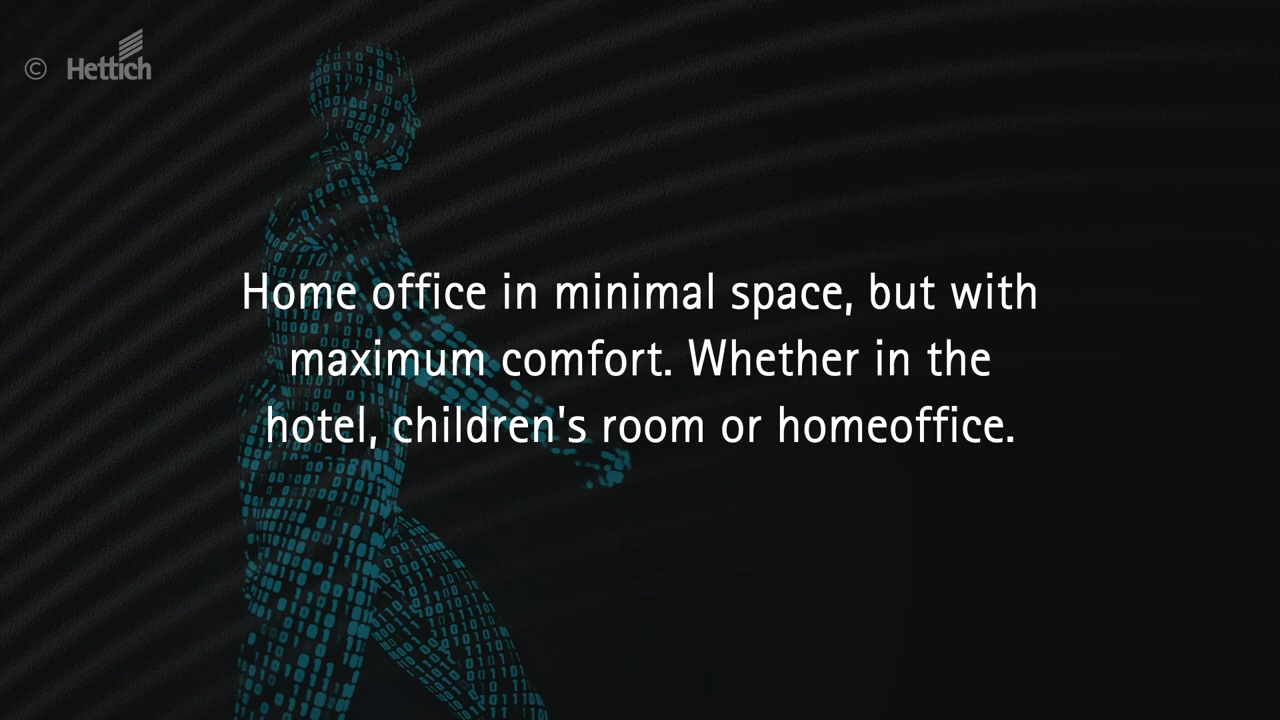 © Hettich
Home office in minimal space, but with
maximum comfort. Whether in the
hotel, children's room or homeoffice.